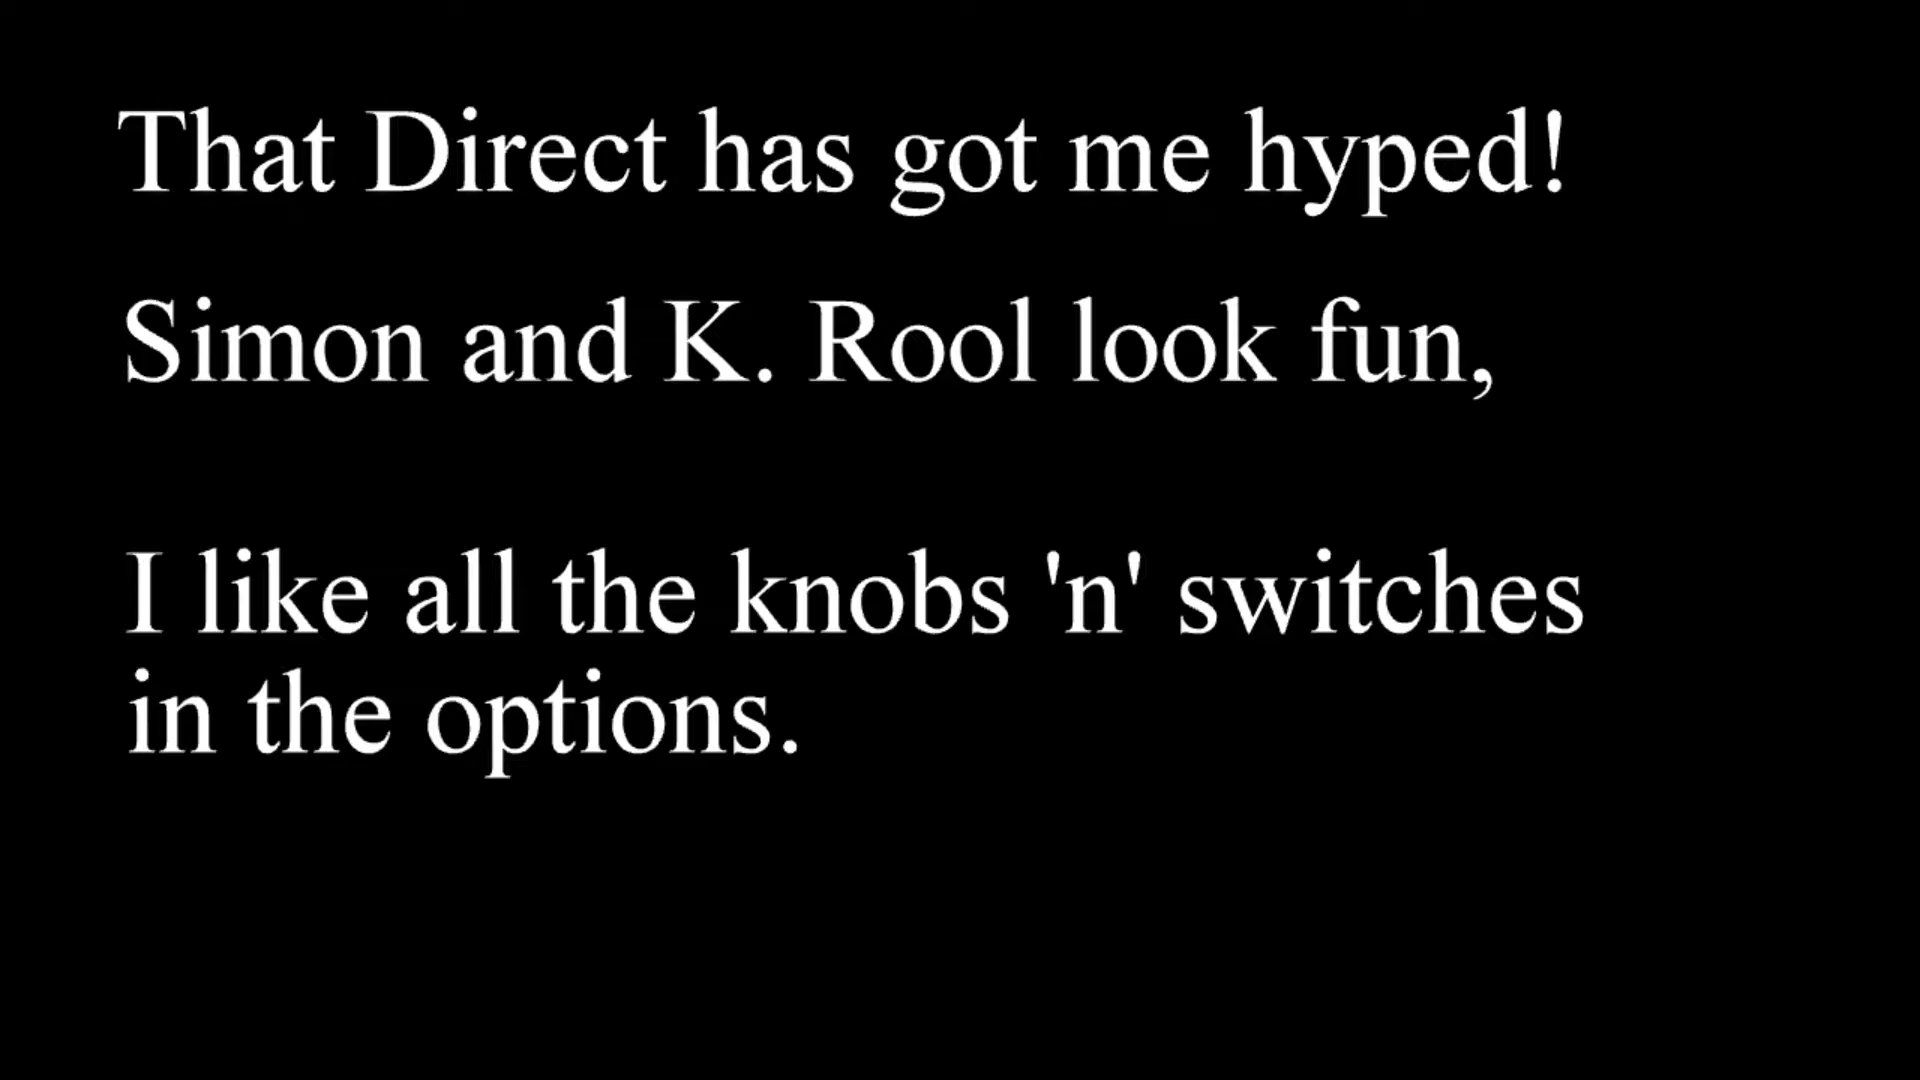 That Direct has got me hyped!
Simon and K. Rool look fun,
I like all the knobs 'n' switches
in the options.